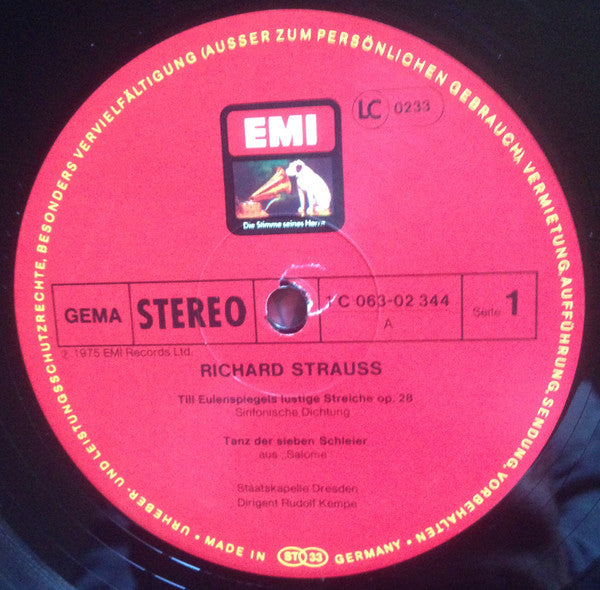 URHEBER- UND LEISTUNGSSCHUTZRECHTE, BESONDERS VERVIELFÄLTIGUNG (AUSSER ZUM PERSÖNLICHEN GEBRAUCH), VERMIETUNG, AUFFÜHRUNG, SENDUNG, VORBEHALTEN
LC 0233
EMI
Die Stimme seines Herrn
GEMA STEREO 1 C 063-02 344
A
Seite 1
℗ 1975 EMI Records Ltd.
RICHARD STRAUSS
Till Eulenspiegels lustige Streiche op. 28
Sinfonische Dichtung
Tanz der sieben Schleier
aus „Salome"
Staatskapelle Dresden
Dirigent Rudolf Kempe
• MADE IN ST 33 GERMANY •